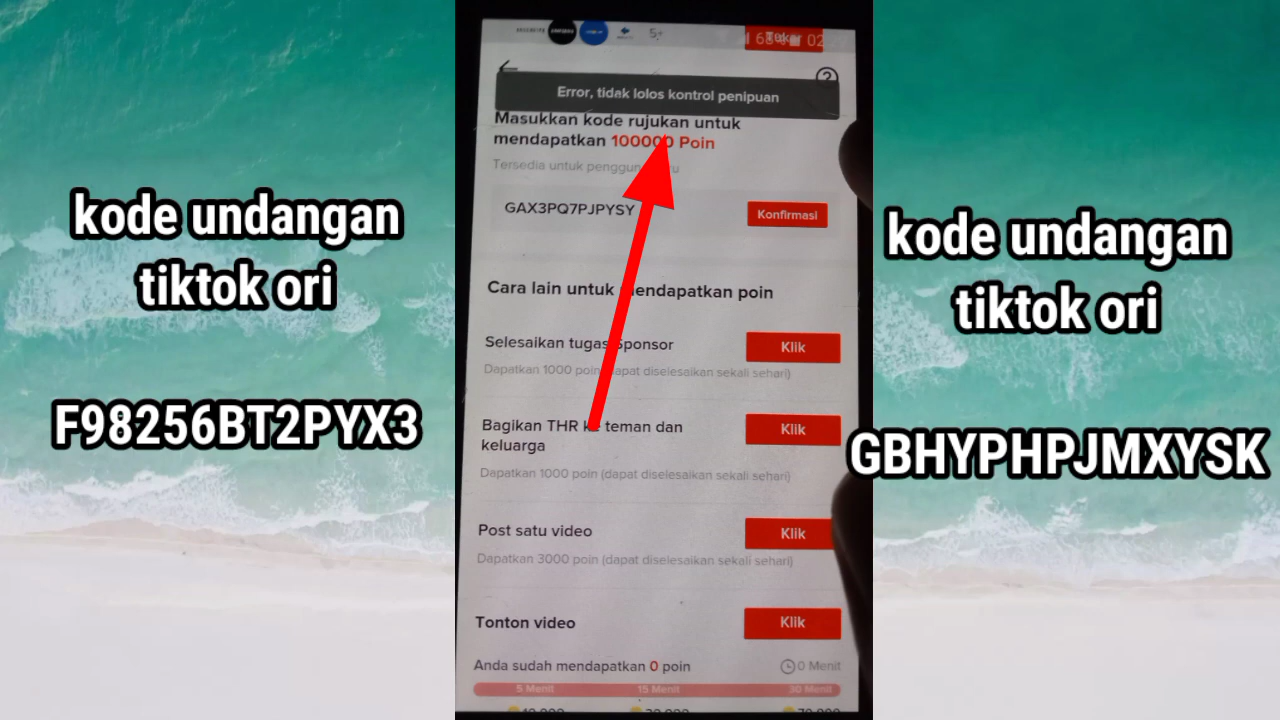 kode undangan
tiktok ori
F98256BT2PYX3
Tukar
68%
02
Error, tidak lolos kontrol penipuan
Masukkan kode rujukan untuk
mendapatkan 100000 Poin
Tersedia untuk
GAX3PQ7PJPYSY
Konfirmasi
Cara lain untuk mendapatkan poin
Selesaikan tugas Sponsor
Klik
Dapatkan 1000 poin (dapat diselesaikan sekali sehari)
Bagikan THR ke teman dan
keluarga
Klik
Dapatkan 1000 poin (dapat diselesaikan sekali sehari)
Post satu video
Klik
Dapatkan 3000 poin (dapat diselesaikan sekali sehari)
Tonton video
Klik
Anda sudah mendapatkan 0 poin
0 Menit
5 Menit
15 Menit
30 Menit
kode undangan
tiktok ori
GBHYPHPJMXYSK